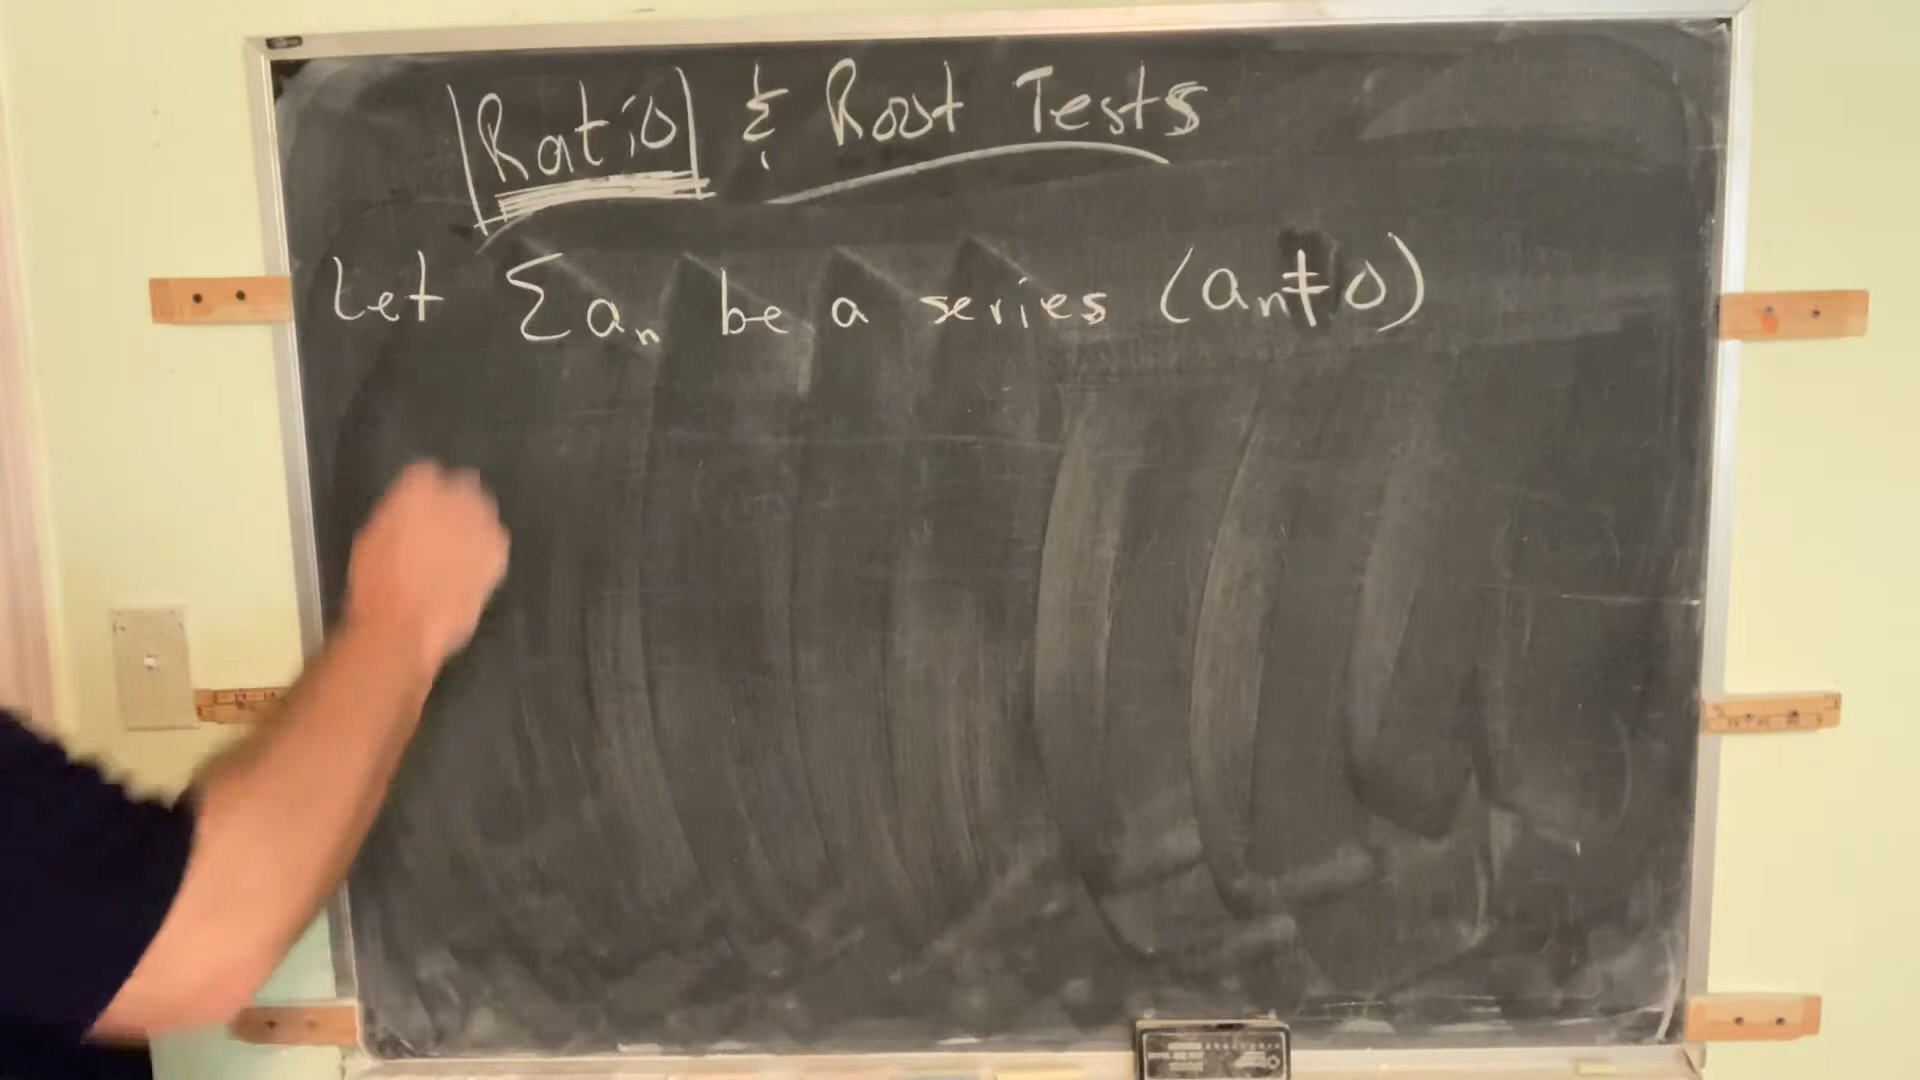 Ratio & Root Tests
Let Σaₙ be a series (aₙ≠0)